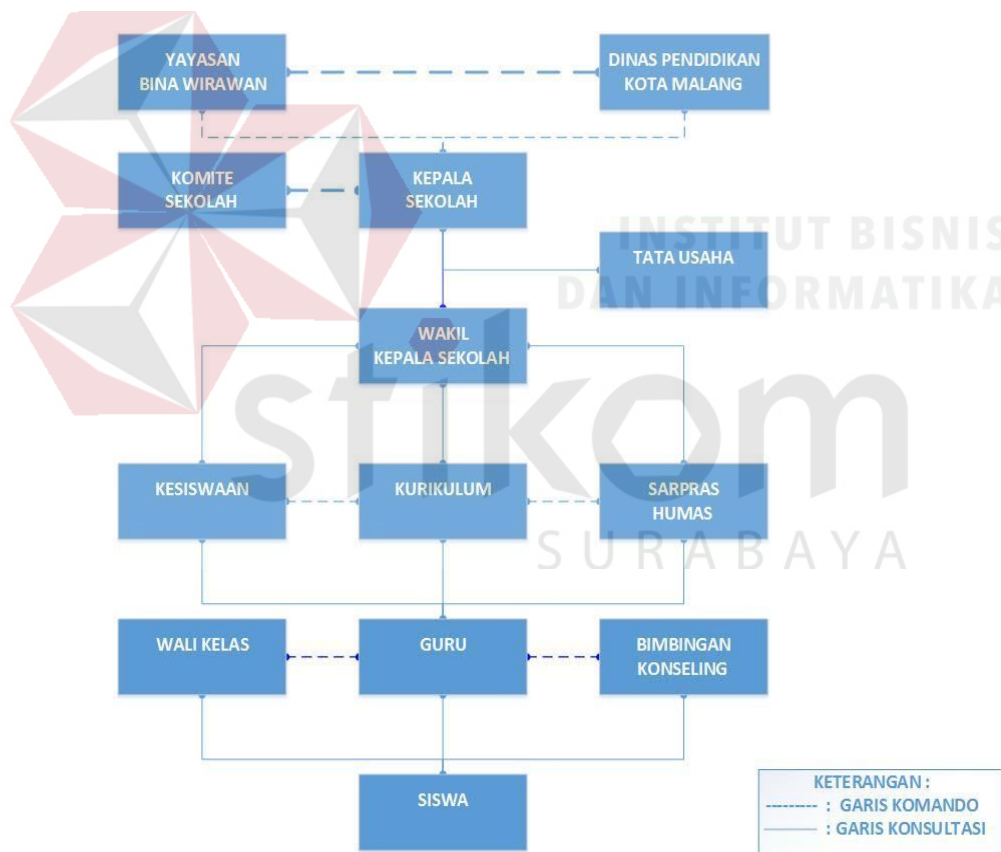 YAYASAN
BINA WIRAWAN
DINAS PENDIDIKAN
KOTA MALANG
KOMITE
SEKOLAH
KEPALA
SEKOLAH
INSTITUT BISNIS
DAN INFORMATIKA
TATA USAHA
WAKIL
KEPALA SEKOLAH
stikom
SURABAYA
KESISWAAN
KURIKULUM
SARPRAS
HUMAS
WALI KELAS
GURU
BIMBINGAN
KONSELING
SISWA
KETERANGAN :
: GARIS KOMANDO
: GARIS KONSULTASI